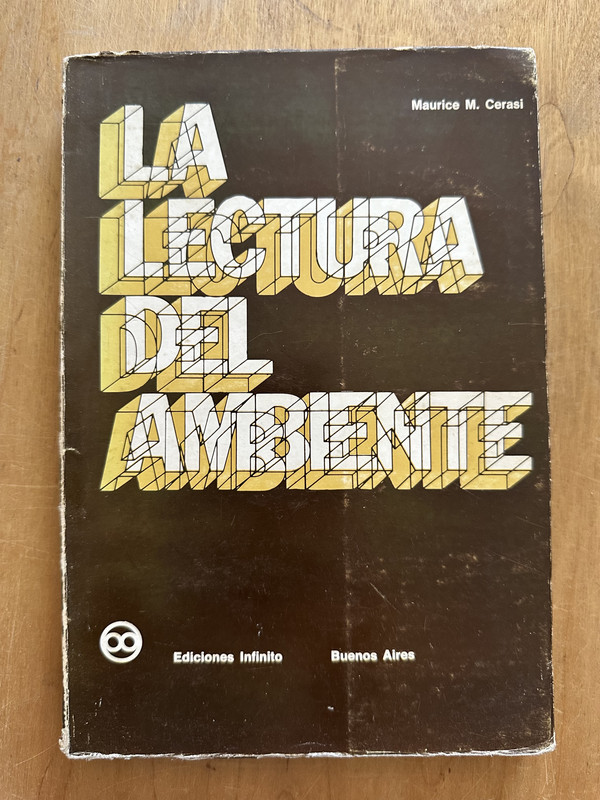 Maurice M. Cerasi
LA
LECTURA
DEL
AMBIENTE
Ediciones Infinito Buenos Aires